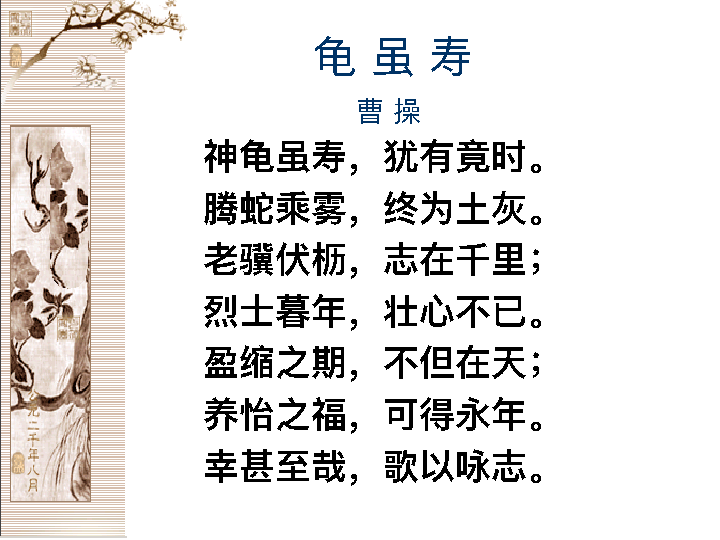 龟虽寿
曹操
神龟虽寿，犹有竟时。
腾蛇乘雾，终为土灰。
老骥伏枥，志在千里；
烈士暮年，壮心不已。
盈缩之期，不但在天；
养怡之福，可得永年。
幸甚至哉，歌以咏志。
九二千年八月